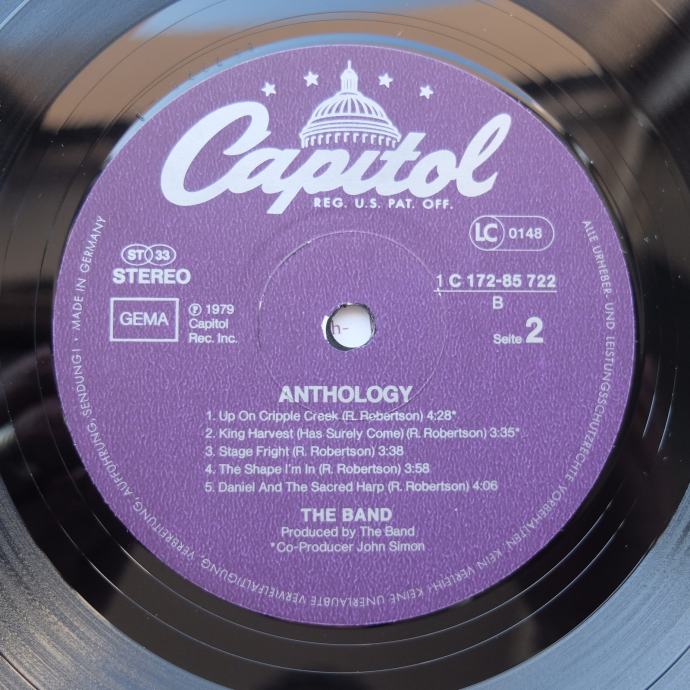 Capitol
REG. U.S. PAT. OFF.
LC 0148
ST 33
STEREO
GEMA
℗ 1979
Capitol
Rec. Inc.
1 C 172-85 722
B
Seite 2
h-
ANTHOLOGY
1. Up On Cripple Creek (R. Robertson) 4:28*
2. King Harvest (Has Surely Come) (R. Robertson) 3:35*
3. Stage Fright (R. Robertson) 3:38
4. The Shape I'm In (R. Robertson) 3:58
5. Daniel And The Sacred Harp (R. Robertson) 4:06
THE BAND
Produced by The Band
*Co-Producer John Simon
ALLE URHEBER- UND LEISTUNGSSCHUTZRECHTE VORBEHALTEN. KEIN VERLEIH! KEINE UNERLAUBTE VERVIELFÄLTIGUNG, VERBREITUNG, AUFFÜHRUNG, SENDUNG! • MADE IN GERMANY